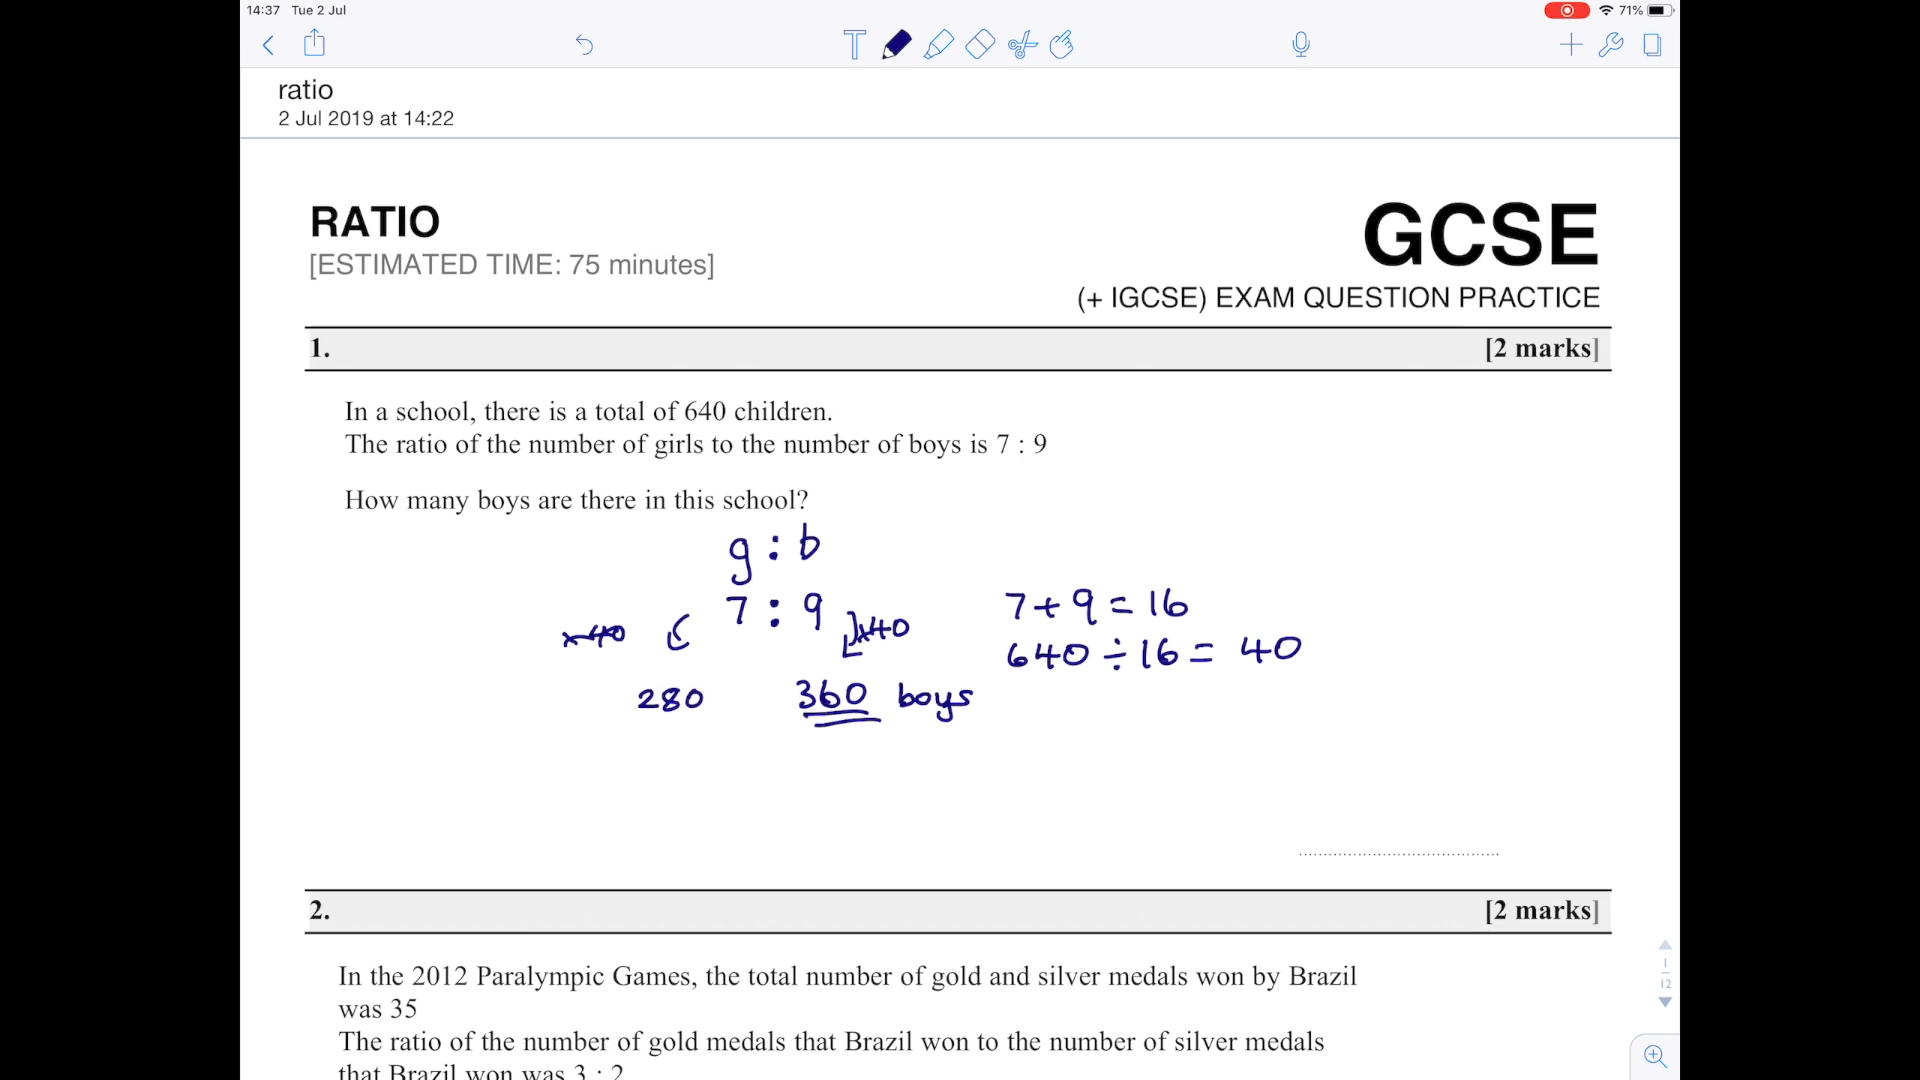 14:37 Tue 2 Jul
71%
T
ratio
2 Jul 2019 at 14:22
RATIO
GCSE
[ESTIMATED TIME: 75 minutes]
(+ IGCSE) EXAM QUESTION PRACTICE
1. [2 marks]
In a school, there is a total of 640 children.
The ratio of the number of girls to the number of boys is 7 : 9
How many boys are there in this school?
g : b
7 : 9
7 + 9 = 16
×40 ×40
640 ÷ 16 = 40
280 360 boys
2. [2 marks]
In the 2012 Paralympic Games, the total number of gold and silver medals won by Brazil
was 35
The ratio of the number of gold medals that Brazil won to the number of silver medals
that Brazil won was 3 : 2
1
12